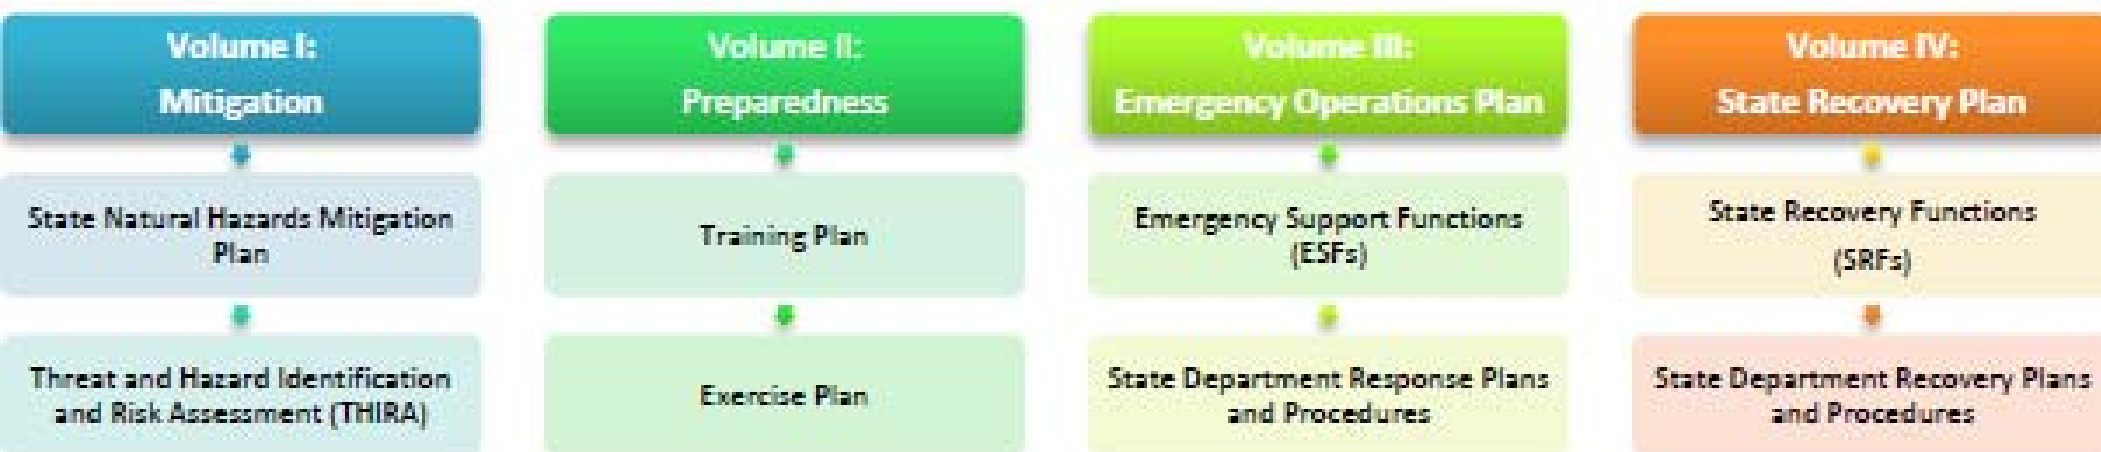 Volume I:
Mitigation
State Natural Hazards Mitigation
Plan
Threat and Hazard Identification
and Risk Assessment (THIRA)
Volume II:
Preparedness
Training Plan
Exercise Plan
Volume III:
Emergency Operations Plan
Emergency Support Functions
(ESFs)
State Department Response Plans
and Procedures
Volume IV:
State Recovery Plan
State Recovery Functions
(SRFs)
State Department Recovery Plans
and Procedures